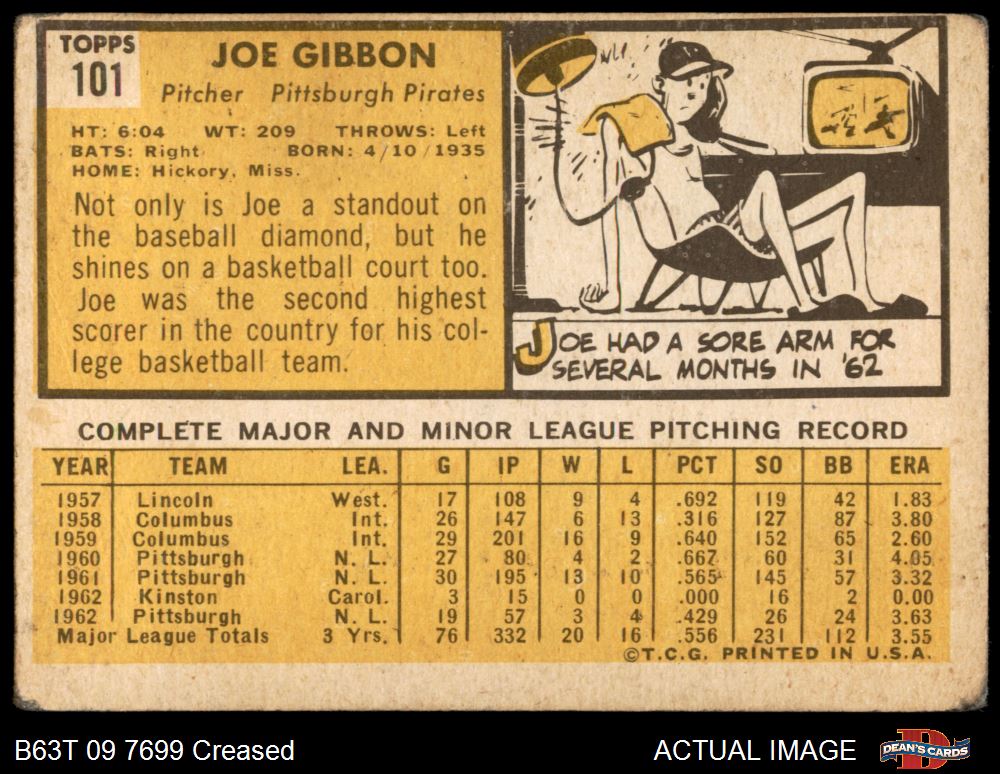 TOPPS
101
JOE GIBBON
Pitcher Pittsburgh Pirates
HT: 6:04 WT: 209 THROWS: Left
BATS: Right BORN: 4/10/1935
HOME: Hickory, Miss.
Not only is Joe a standout on
the baseball diamond, but he
shines on a basketball court too.
Joe was the second highest
scorer in the country for his col-
lege basketball team.
JOE HAD A SORE ARM FOR
SEVERAL MONTHS IN '62
COMPLETE MAJOR AND MINOR LEAGUE PITCHING RECORD
YEAR TEAM LEA. G IP W L PCT SO BB ERA
1957 Lincoln West. 17 108 9 4 .692 119 42 1.83
1958 Columbus Int. 26 147 6 13 .316 127 87 3.80
1959 Columbus Int. 29 201 16 9 .640 152 65 2.60
1960 Pittsburgh N. L. 27 80 4 2 .667 60 31 4.05
1961 Pittsburgh N. L. 30 195 13 10 .565 145 57 3.32
1962 Kinston Carol. 3 15 0 0 .000 16 2 0.00
1962 Pittsburgh N. L. 19 57 3 4 .429 26 24 3.63
Major League Totals 3 Yrs. 76 332 20 16 .556 231 112 3.55
©T.C.G. PRINTED IN U.S.A.
B63T 09 7699 Creased
ACTUAL IMAGE
DEAN'S CARDS